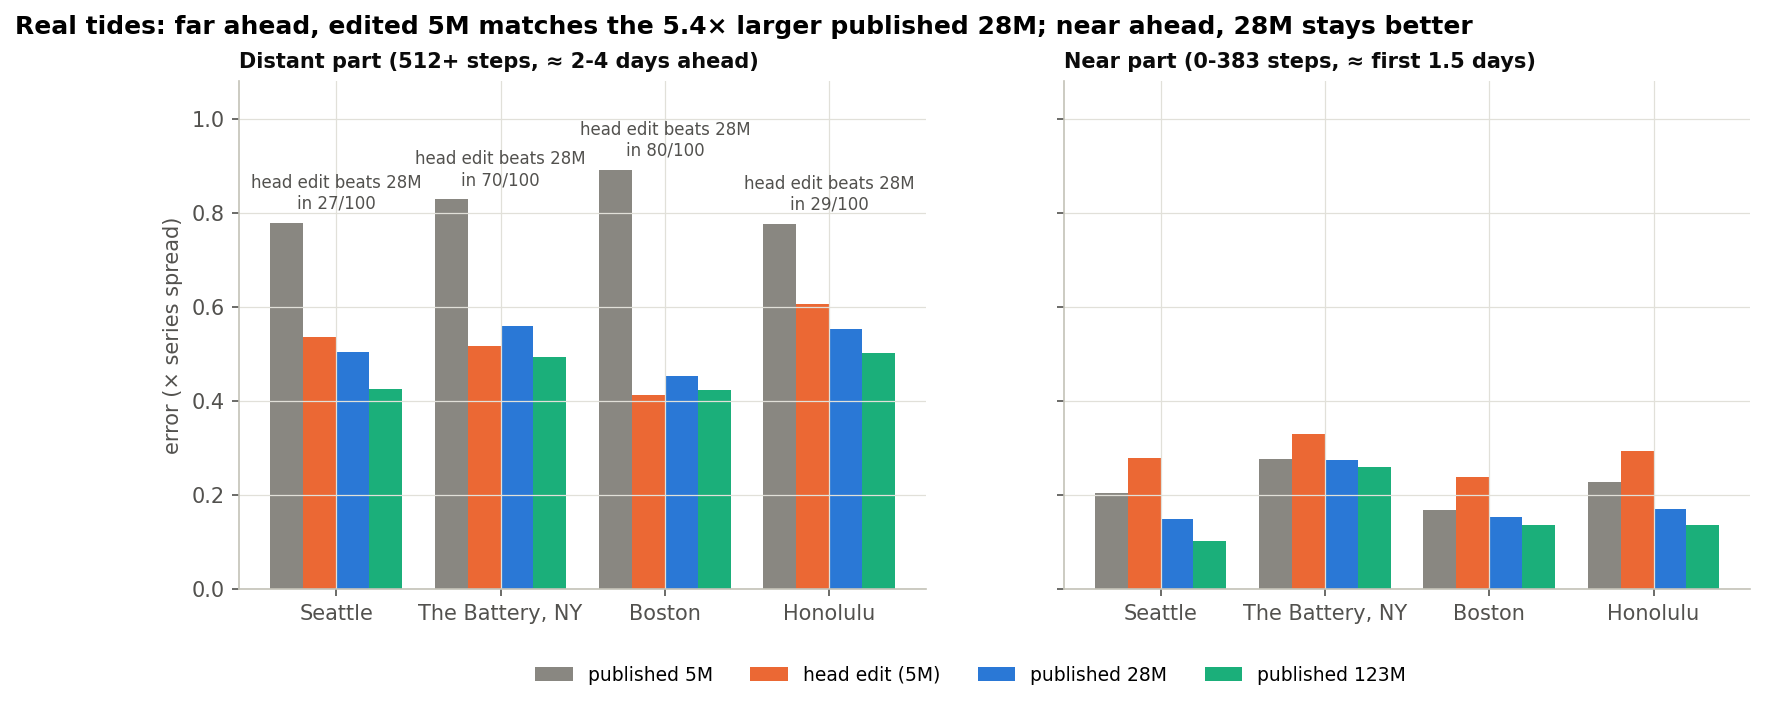 Real tides: far ahead, edited 5M matches the 5.4× larger published 28M; near ahead, 28M stays better
Distant part (512+ steps, ≈ 2-4 days ahead)
error (× series spread)
1.0
0.8
0.6
0.4
0.2
0.0
head edit beats 28M
in 27/100
head edit beats 28M
in 70/100
head edit beats 28M
in 80/100
head edit beats 28M
in 29/100
Seattle
The Battery, NY
Boston
Honolulu
Near part (0-383 steps, ≈ first 1.5 days)
Seattle
The Battery, NY
Boston
Honolulu
published 5M
head edit (5M)
published 28M
published 123M